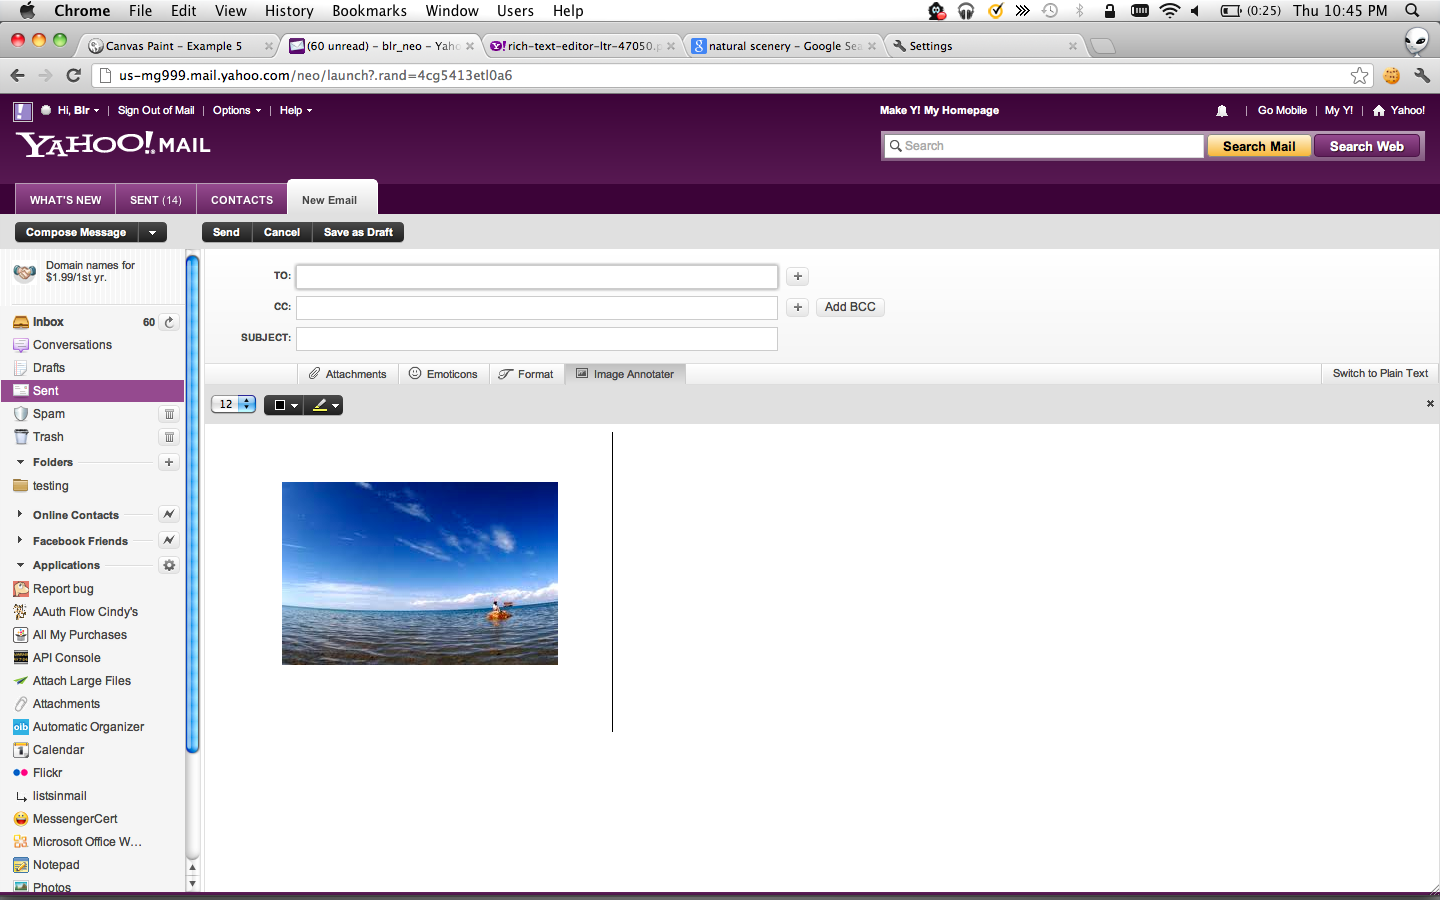 Chrome File Edit View History Bookmarks Window Users Help (0:25) Thu 10:45 PM
Canvas Paint – Example 5 (60 unread) – blr_neo – Yaho rich-text-editor-ltr-47050.p natural scenery – Google Sea Settings
us-mg999.mail.yahoo.com/neo/launch?.rand=4cg5413etl0a6
Hi, Blr | Sign Out of Mail | Options | Help Make Y! My Homepage | Go Mobile | My Y! | Yahoo!
YAHOO! MAIL
Search Search Mail Search Web
WHAT'S NEW SENT (14) CONTACTS New Email
Compose Message Send Cancel Save as Draft
Domain names for
$1.99/1st yr.
TO: +
CC: + Add BCC
SUBJECT:
Attachments Emoticons Format Image Annotater Switch to Plain Text
12
Inbox 60
Conversations
Drafts
Sent
Spam
Trash
Folders +
testing
Online Contacts
Facebook Friends
Applications
Report bug
AAuth Flow Cindy's
All My Purchases
API Console
Attach Large Files
Attachments
oib Automatic Organizer
Calendar
Flickr
listsinmail
MessengerCert
Microsoft Office W...
Notepad
Photos